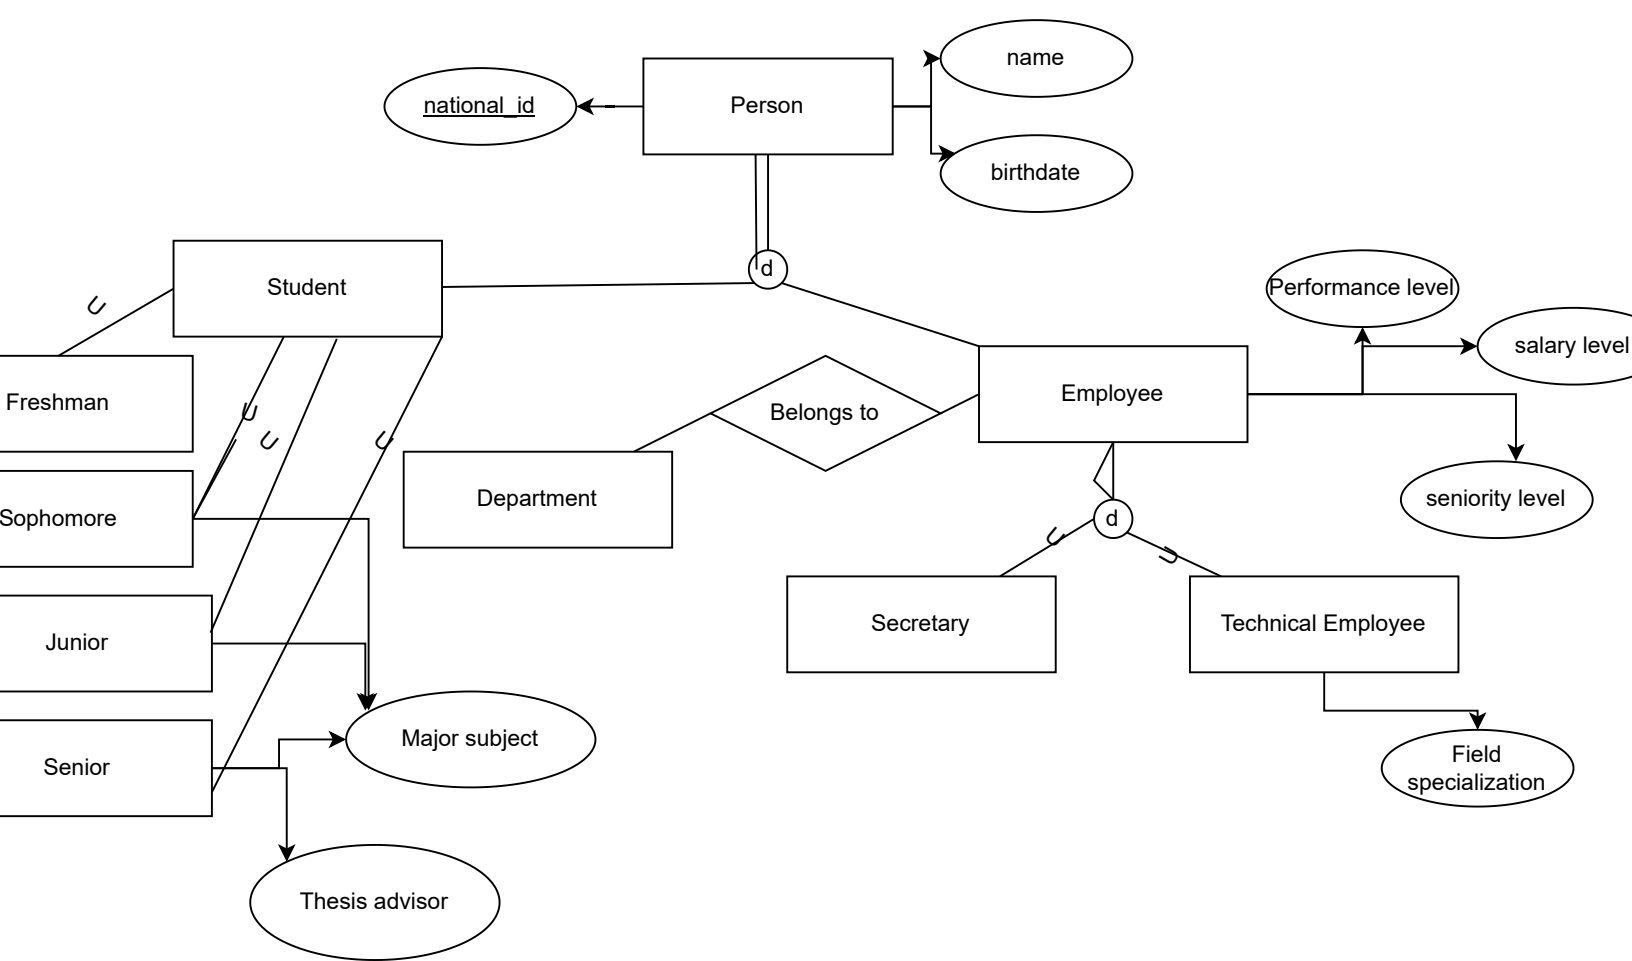 name
national_id
Person
birthdate
d
Student
Performance level
salary level
Employee
Freshman
Belongs to
Department
seniority level
Sophomore
d
Secretary
Technical Employee
Junior
Major subject
Senior
Field
specialization
Thesis advisor